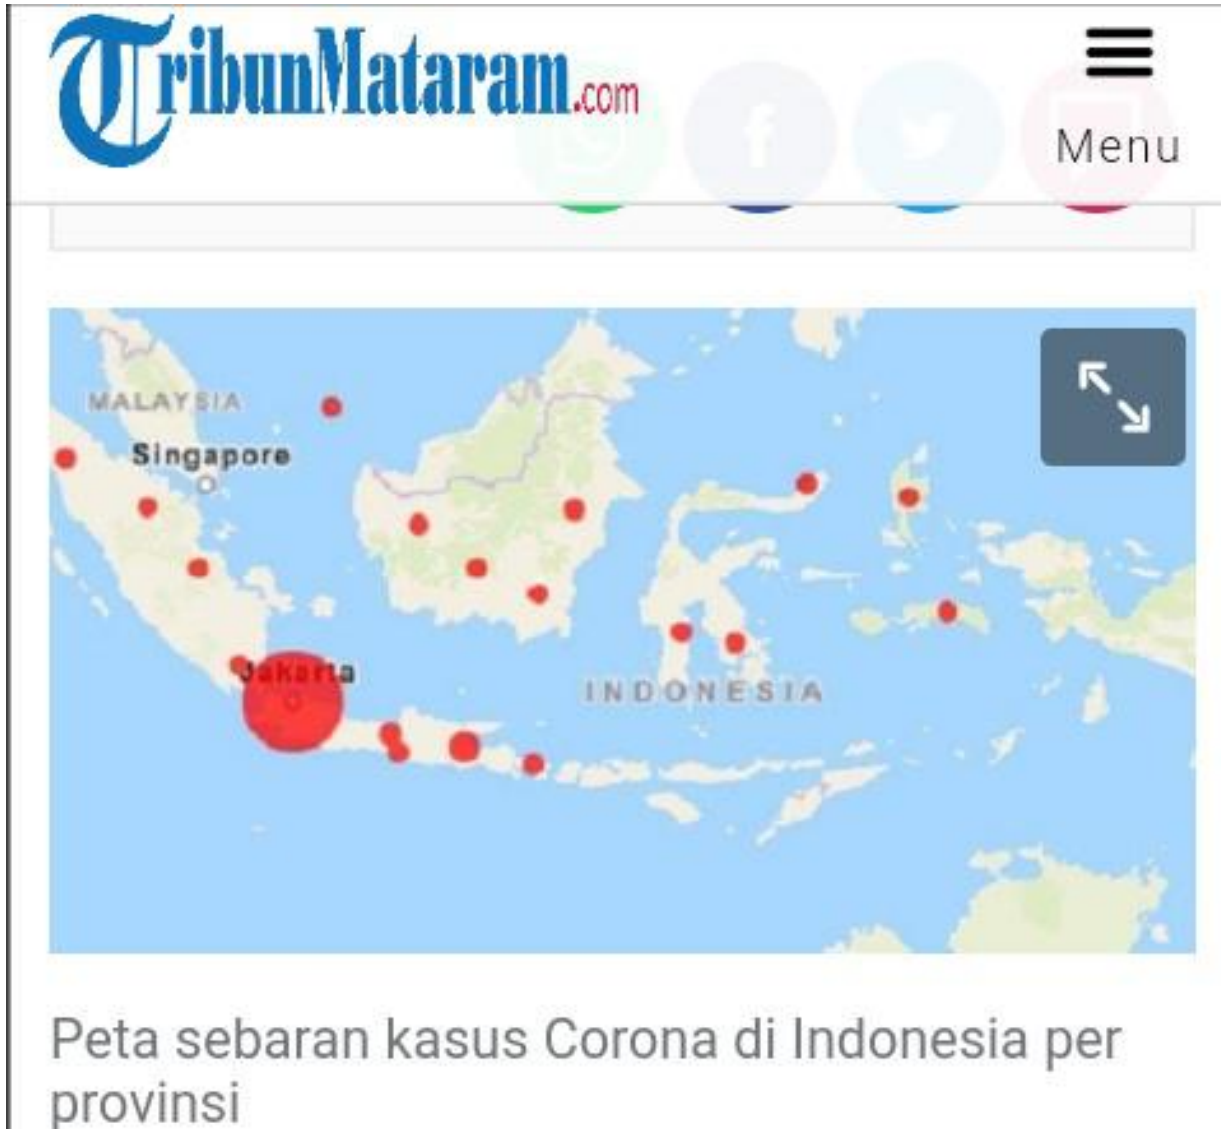 TribunMataram.com
Menu
MALAYSIA
Singapore
Jakarta
INDONESIA
Peta sebaran kasus Corona di Indonesia per
provinsi